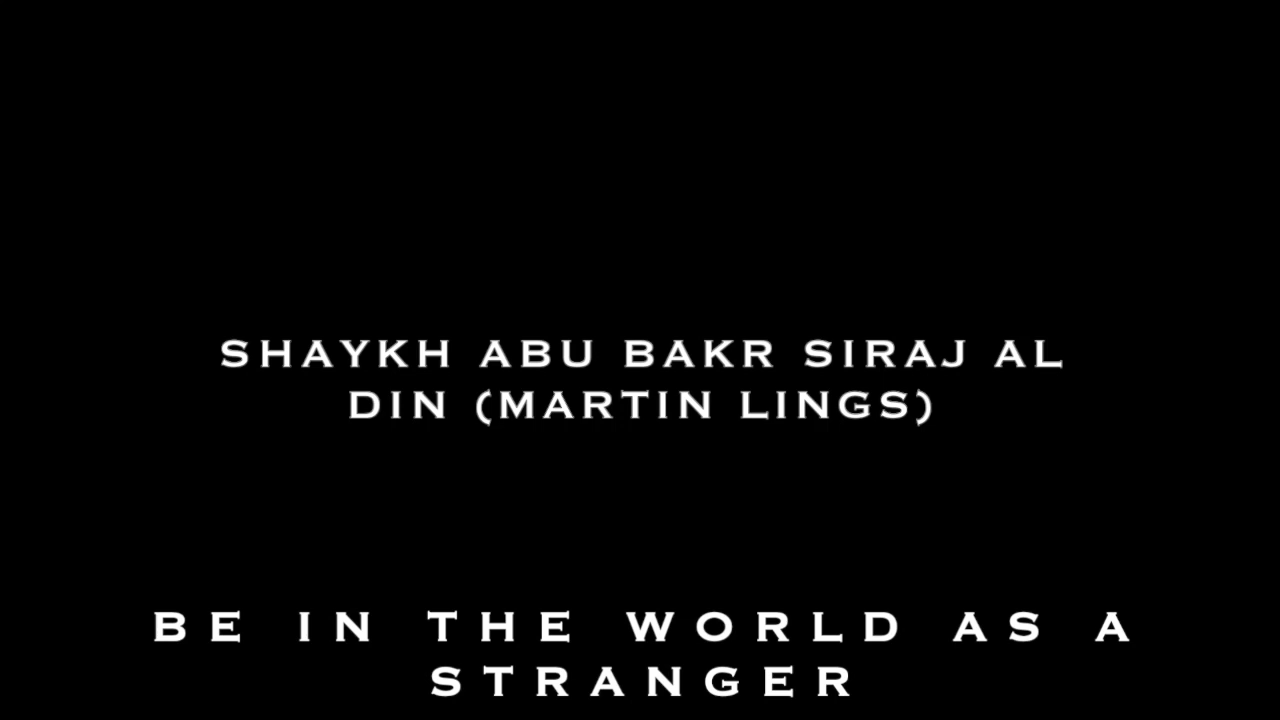 SHAYKH ABU BAKR SIRAJ AL
DIN (MARTIN LINGS)
BE IN THE WORLD AS A
STRANGER